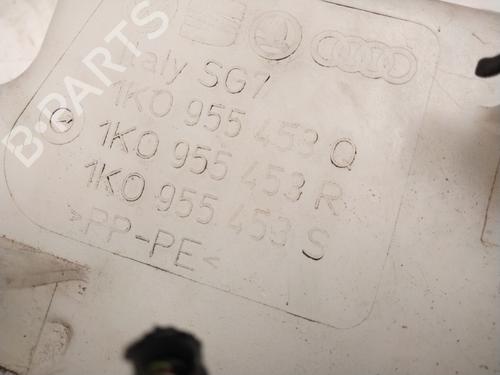 Italy SG7
1K0 955 453 Q
1K0 955 453 R
1K0 955 453 S
>PP-PE<
B-PARTS